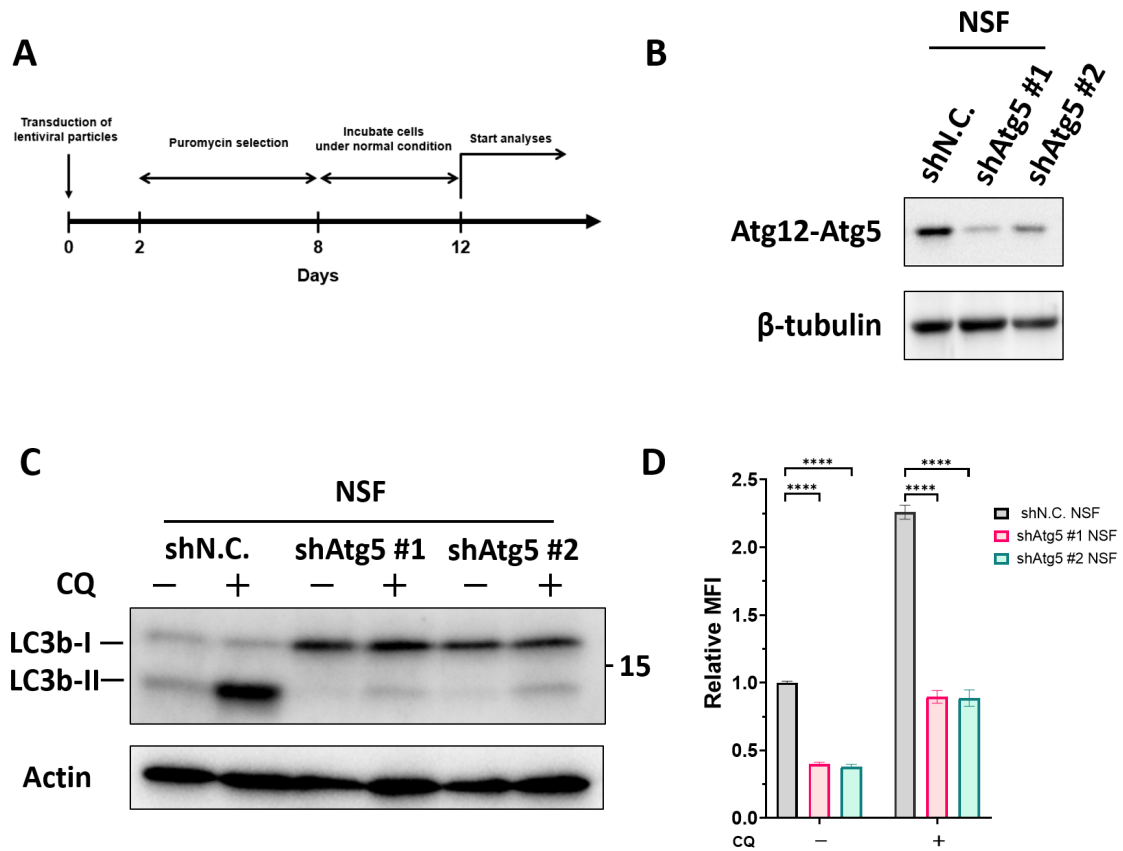 A
Transduction of
lentiviral particles
Puromycin selection
Incubate cells
under normal condition
Start analyses
0 2 8 12
Days
B
NSF
shN.C. shAtg5 #1 shAtg5 #2
Atg12-Atg5
β-tubulin
C
NSF
shN.C. shAtg5 #1 shAtg5 #2
CQ − + − + − +
LC3b-I
15
LC3b-II
Actin
D
**** ****
**** ****
2.5
2.0
1.5
1.0
0.5
0.0
Relative MFI
CQ − +
shN.C. NSF
shAtg5 #1 NSF
shAtg5 #2 NSF